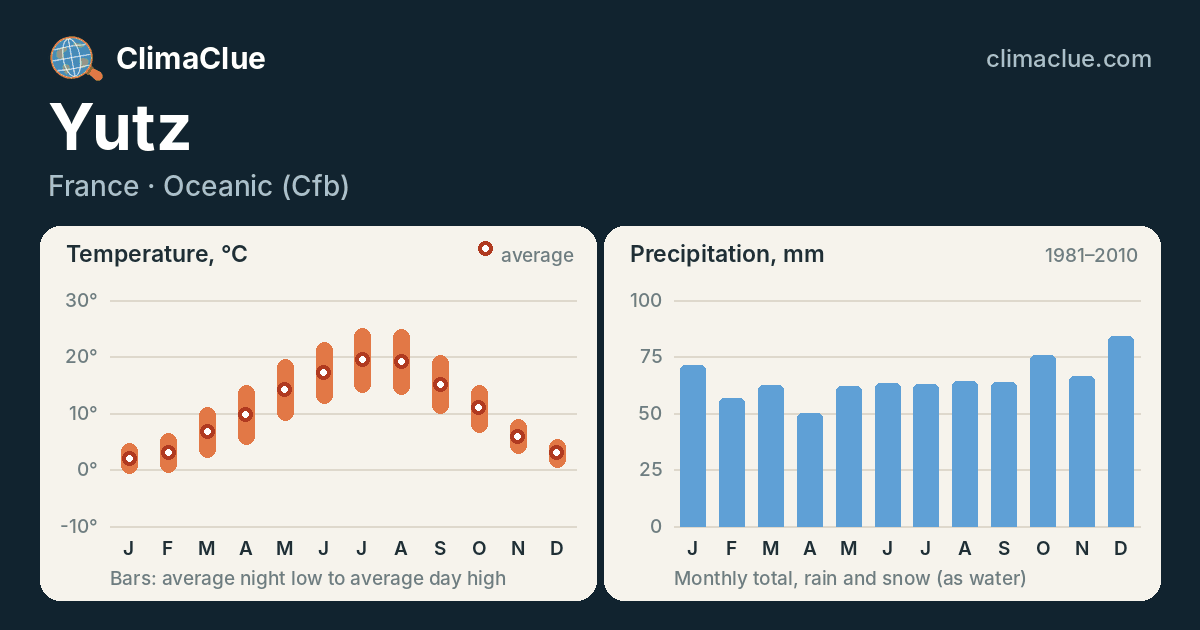 ClimaClue
climaclue.com
Yutz
France · Oceanic (Cfb)
Temperature, °C
average
30°
20°
10°
0°
-10°
J F M A M J J A S O N D
Bars: average night low to average day high
Precipitation, mm
1981–2010
100
75
50
25
0
J F M A M J J A S O N D
Monthly total, rain and snow (as water)